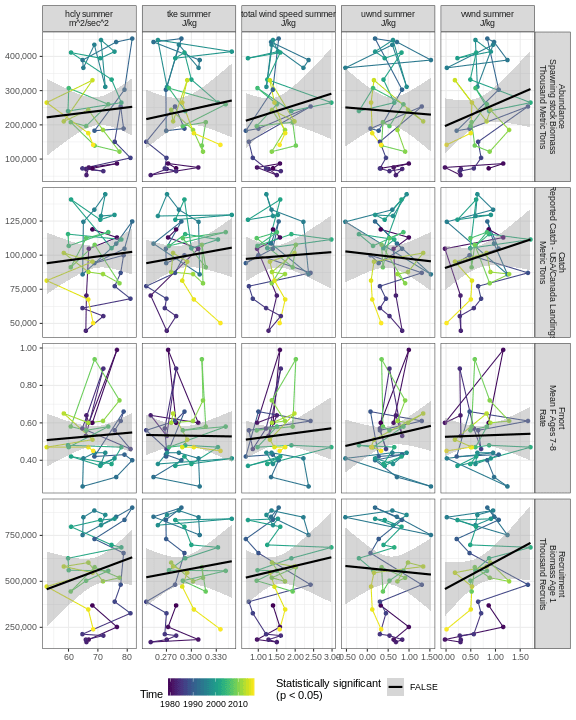 hdy summer
m^2/sec^2
tke summer
J/kg
total wind speed summer
J/kg
uwnd summer
J/kg
vwnd summer
J/kg
400,000
300,000
200,000
100,000
Abundance
Spawning stock Biomass
Thousand Metric Tons
125,000
100,000
75,000
50,000
Catch
Reported Catch - USA/Canada Landings
Metric Tons
1.00
0.80
0.60
0.40
Fmort
Mean F Ages 7-8
Rate
750,000
500,000
250,000
Recruitment
Biomass Age 1
Thousand Recruits
60 70 80
0.270 0.300 0.330
1.00 1.50 2.00 2.50 3.00
0.50 0.00 0.50 1.00 1.50
0.00 0.50 1.00 1.50
Time
1980 1990 2000 2010
Statistically significant
(p < 0.05)
FALSE